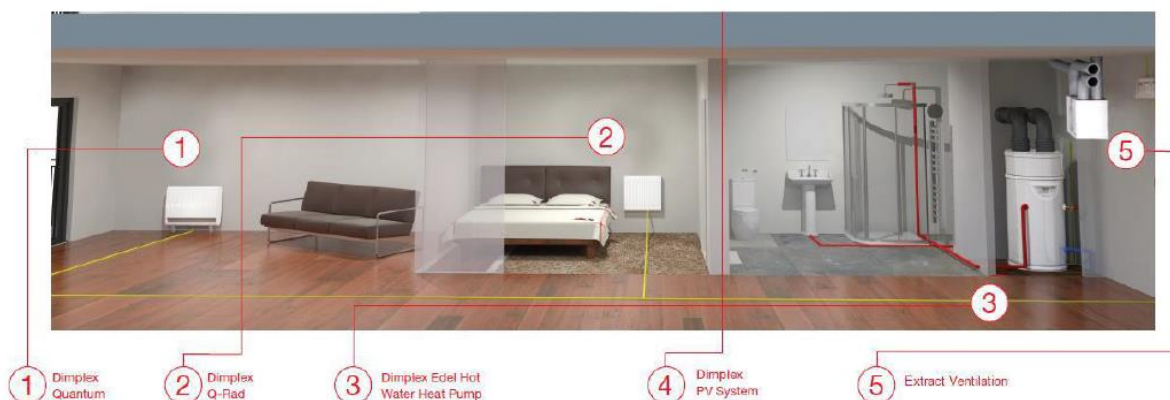 1
2
5
3
1
Dimplex
Quantum
2
Dimplex
Q-Rad
3
Dimplex Edel Hot
Water Heat Pump
4
Dimplex
PV System
5
Extract Ventilation